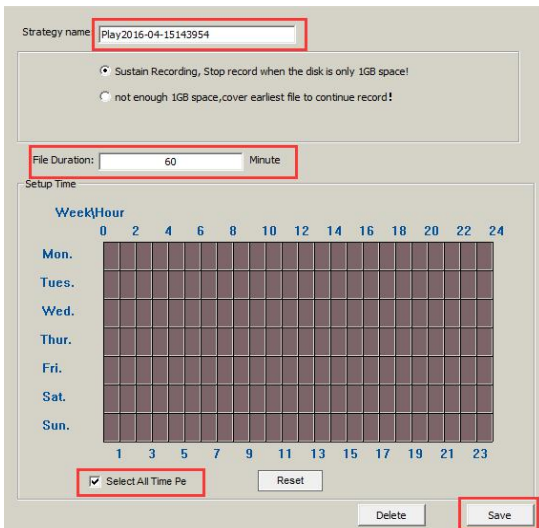 Strategy name: Play2016-04-15143954
Sustain Recording, Stop record when the disk is only 1GB space!
not enough 1GB space,cover earliest file to continue record!
File Duration: 60 Minute
Setup Time
Week\Hour
0 2 4 6 8 10 12 14 16 18 20 22 24
Mon.
Tues.
Wed.
Thur.
Fri.
Sat.
Sun.
1 3 5 7 9 11 13 15 17 19 21 23
Select All Time Pe Reset
Delete Save